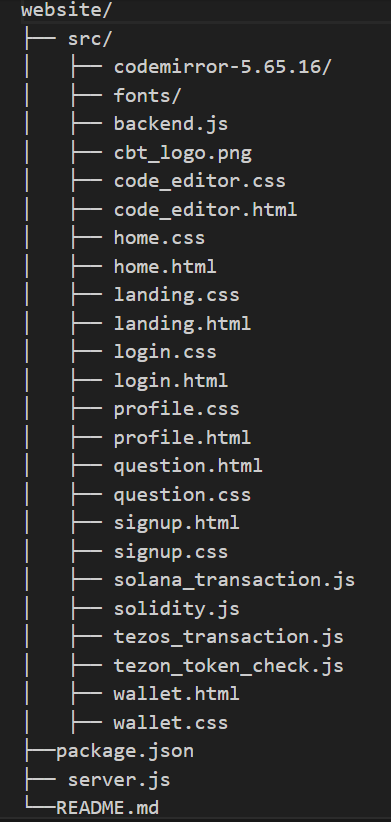 website/
├── src/
│   ├── codemirror-5.65.16/
│   ├── fonts/
│   ├── backend.js
│   ├── cbt_logo.png
│   ├── code_editor.css
│   ├── code_editor.html
│   ├── home.css
│   ├── home.html
│   ├── landing.css
│   ├── landing.html
│   ├── login.css
│   ├── login.html
│   ├── profile.css
│   ├── profile.html
│   ├── question.html
│   ├── question.css
│   ├── signup.html
│   ├── signup.css
│   ├── solana_transaction.js
│   ├── solidity.js
│   ├── tezos_transaction.js
│   ├── tezon_token_check.js
│   ├── wallet.html
│   ├── wallet.css
├──package.json
├── server.js
└──README.md